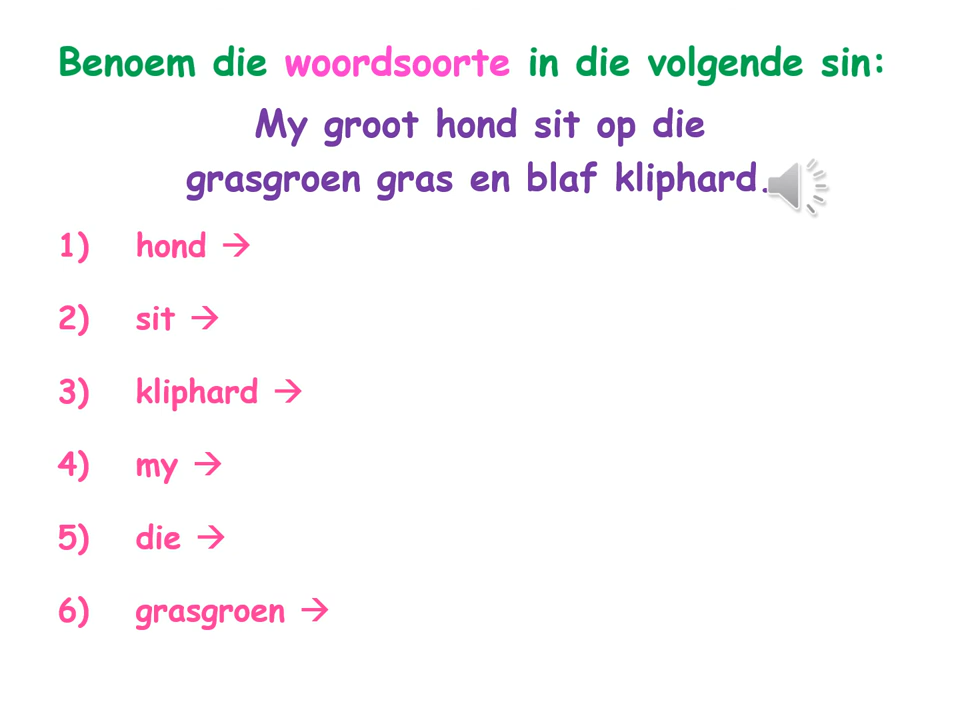 Benoem die woordsoorte in die volgende sin:
My groot hond sit op die
grasgroen gras en blaf kliphard.
1) hond →
2) sit →
3) kliphard →
4) my →
5) die →
6) grasgroen →